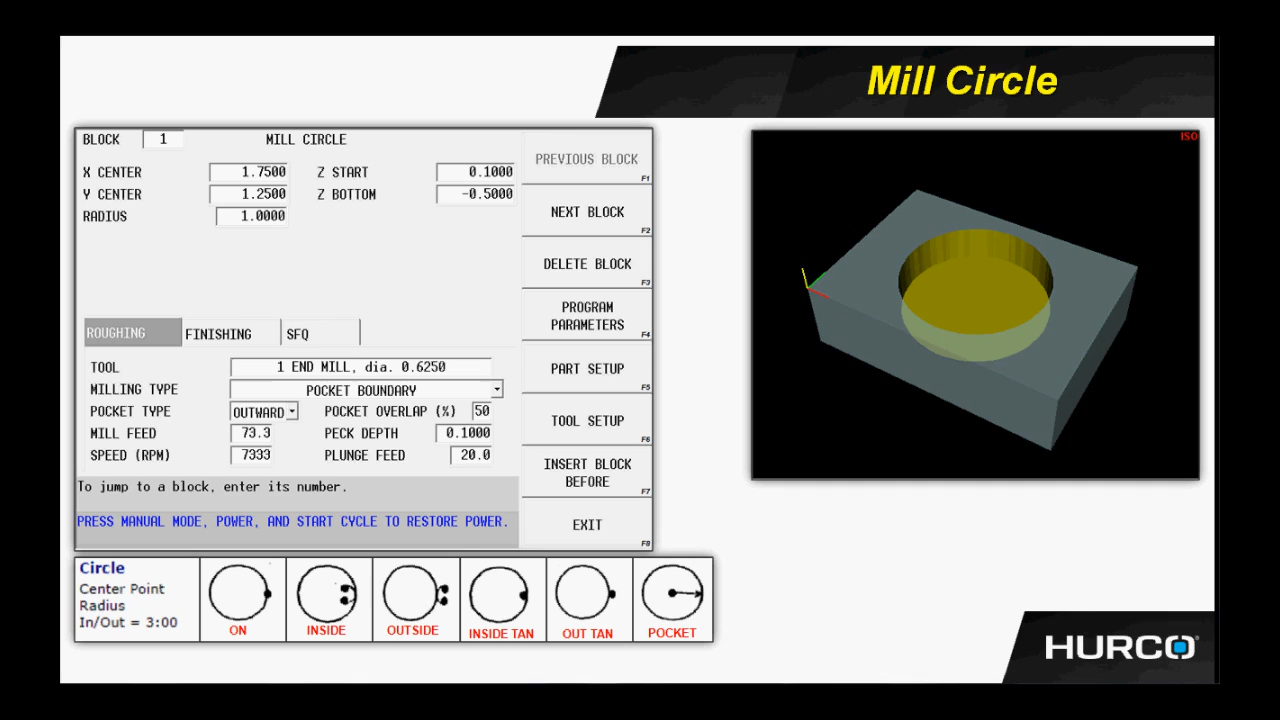 Mill Circle
BLOCK 1 MILL CIRCLE
X CENTER 1.7500 Z START 0.1000
Y CENTER 1.2500 Z BOTTOM -0.5000
RADIUS 1.0000
ROUGHING FINISHING SFQ
TOOL 1 END MILL, dia. 0.6250
MILLING TYPE POCKET BOUNDARY
POCKET TYPE OUTWARD POCKET OVERLAP (%) 50
MILL FEED 73.3 PECK DEPTH 0.1000
SPEED (RPM) 7333 PLUNGE FEED 20.0
To jump to a block, enter its number.
PRESS MANUAL MODE, POWER, AND START CYCLE TO RESTORE POWER.
PREVIOUS BLOCK
F1
NEXT BLOCK
F2
DELETE BLOCK
F3
PROGRAM
PARAMETERS
F4
PART SETUP
F5
TOOL SETUP
F6
INSERT BLOCK
BEFORE
F7
EXIT
F8
ISO
Circle
Center Point
Radius
In/Out = 3:00
ON INSIDE OUTSIDE INSIDE TAN OUT TAN POCKET
HURCO